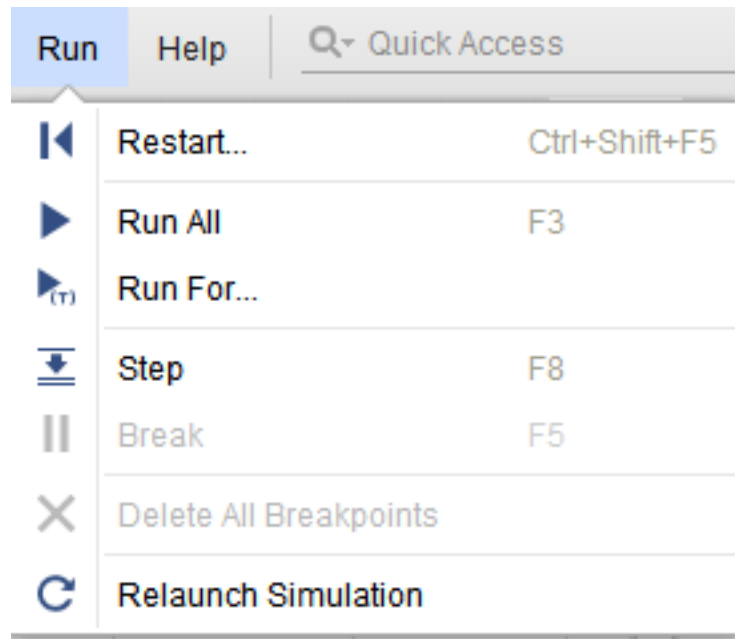 Run Help Quick Access
Restart... Ctrl+Shift+F5
Run All F3
(T) Run For...
Step F8
Break F5
Delete All Breakpoints
Relaunch Simulation